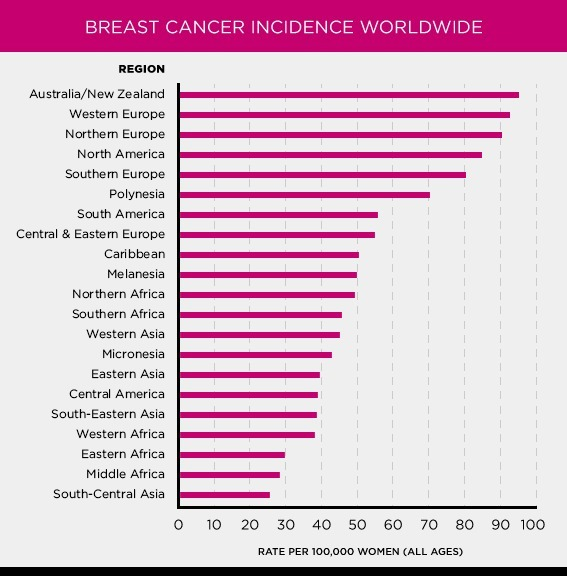 BREAST CANCER INCIDENCE WORLDWIDE
REGION
Australia/New Zealand
Western Europe
Northern Europe
North America
Southern Europe
Polynesia
South America
Central & Eastern Europe
Caribbean
Melanesia
Northern Africa
Southern Africa
Western Asia
Micronesia
Eastern Asia
Central America
South-Eastern Asia
Western Africa
Eastern Africa
Middle Africa
South-Central Asia
0 10 20 30 40 50 60 70 80 90 100
RATE PER 100,000 WOMEN (ALL AGES)